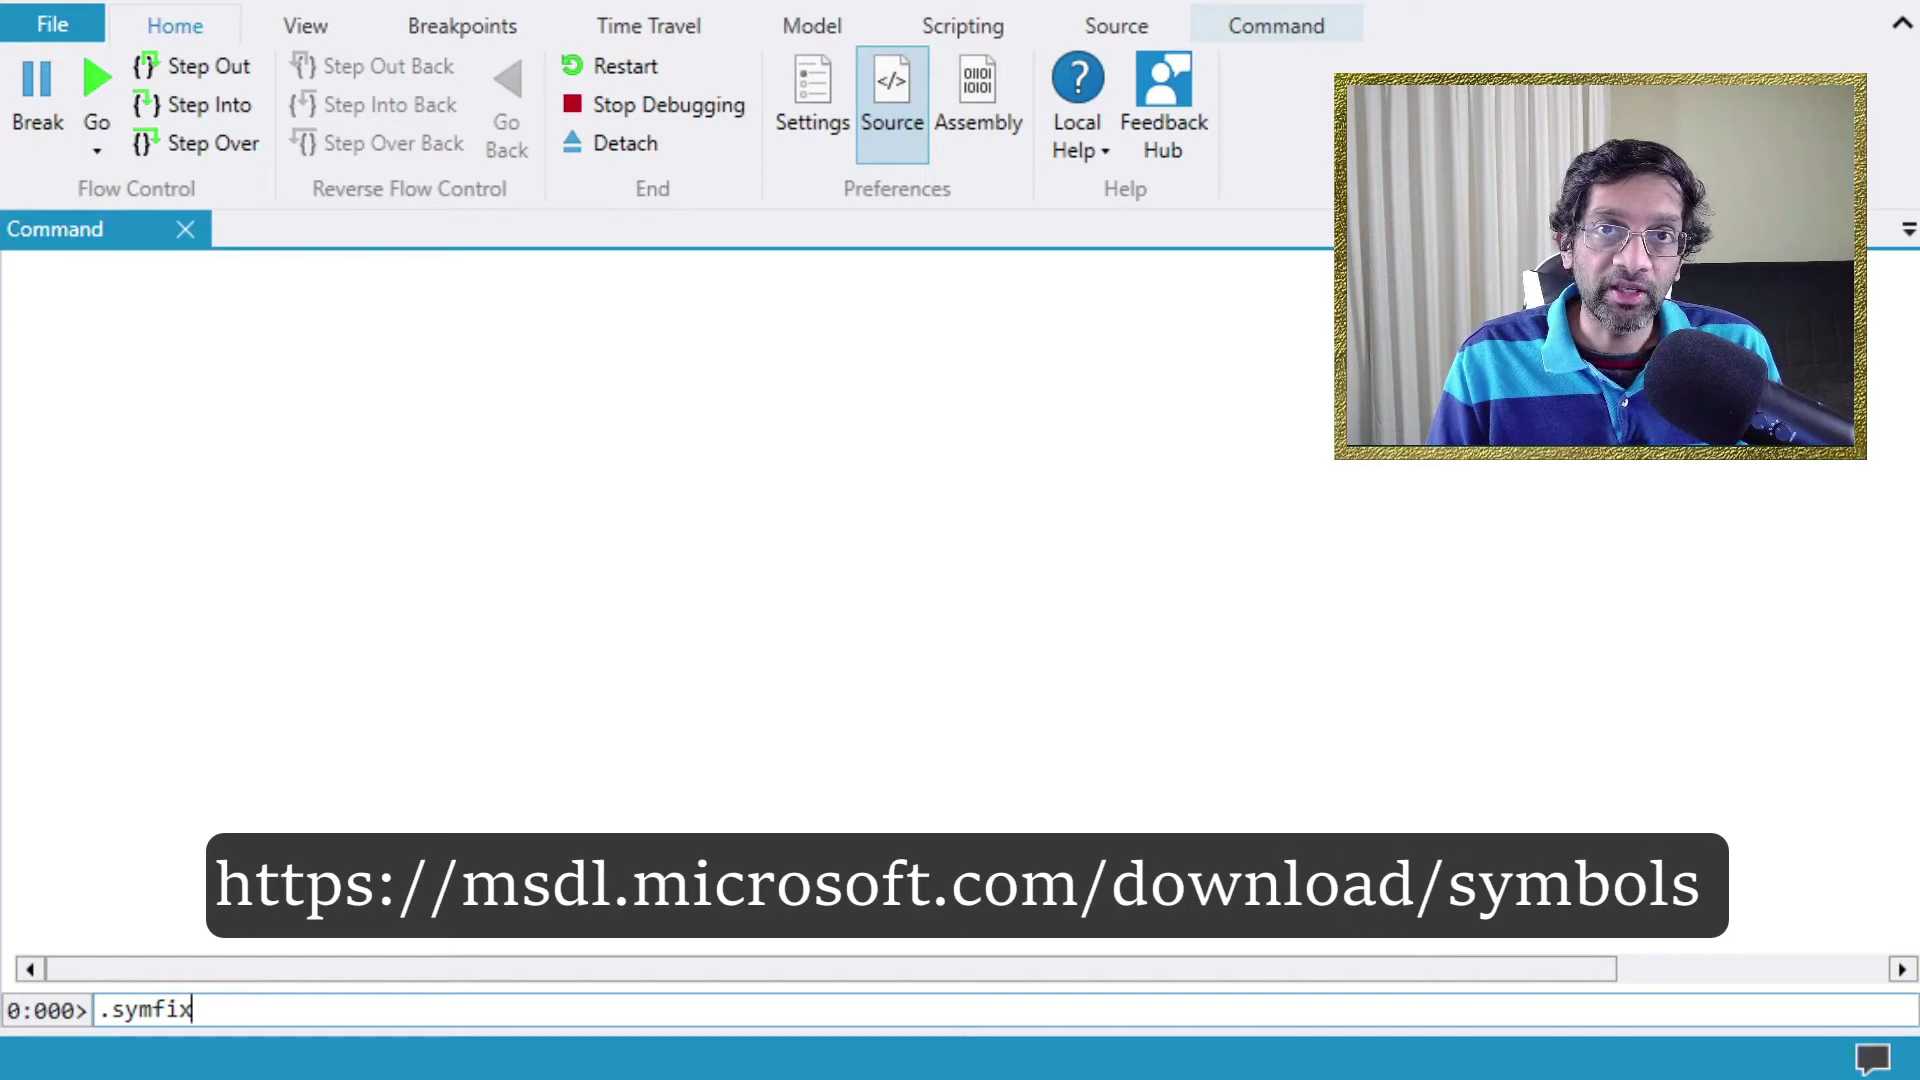 File
Home
View
Breakpoints
Time Travel
Model
Scripting
Source
Command
Break
Go
Step Out
Step Into
Step Over
Flow Control
Step Out Back
Step Into Back
Step Over Back
Go
Back
Reverse Flow Control
Restart
Stop Debugging
Detach
End
Settings
Source
Assembly
Preferences
Local
Help
Feedback
Hub
Help
Command
https://msdl.microsoft.com/download/symbols
0:000> .symfix